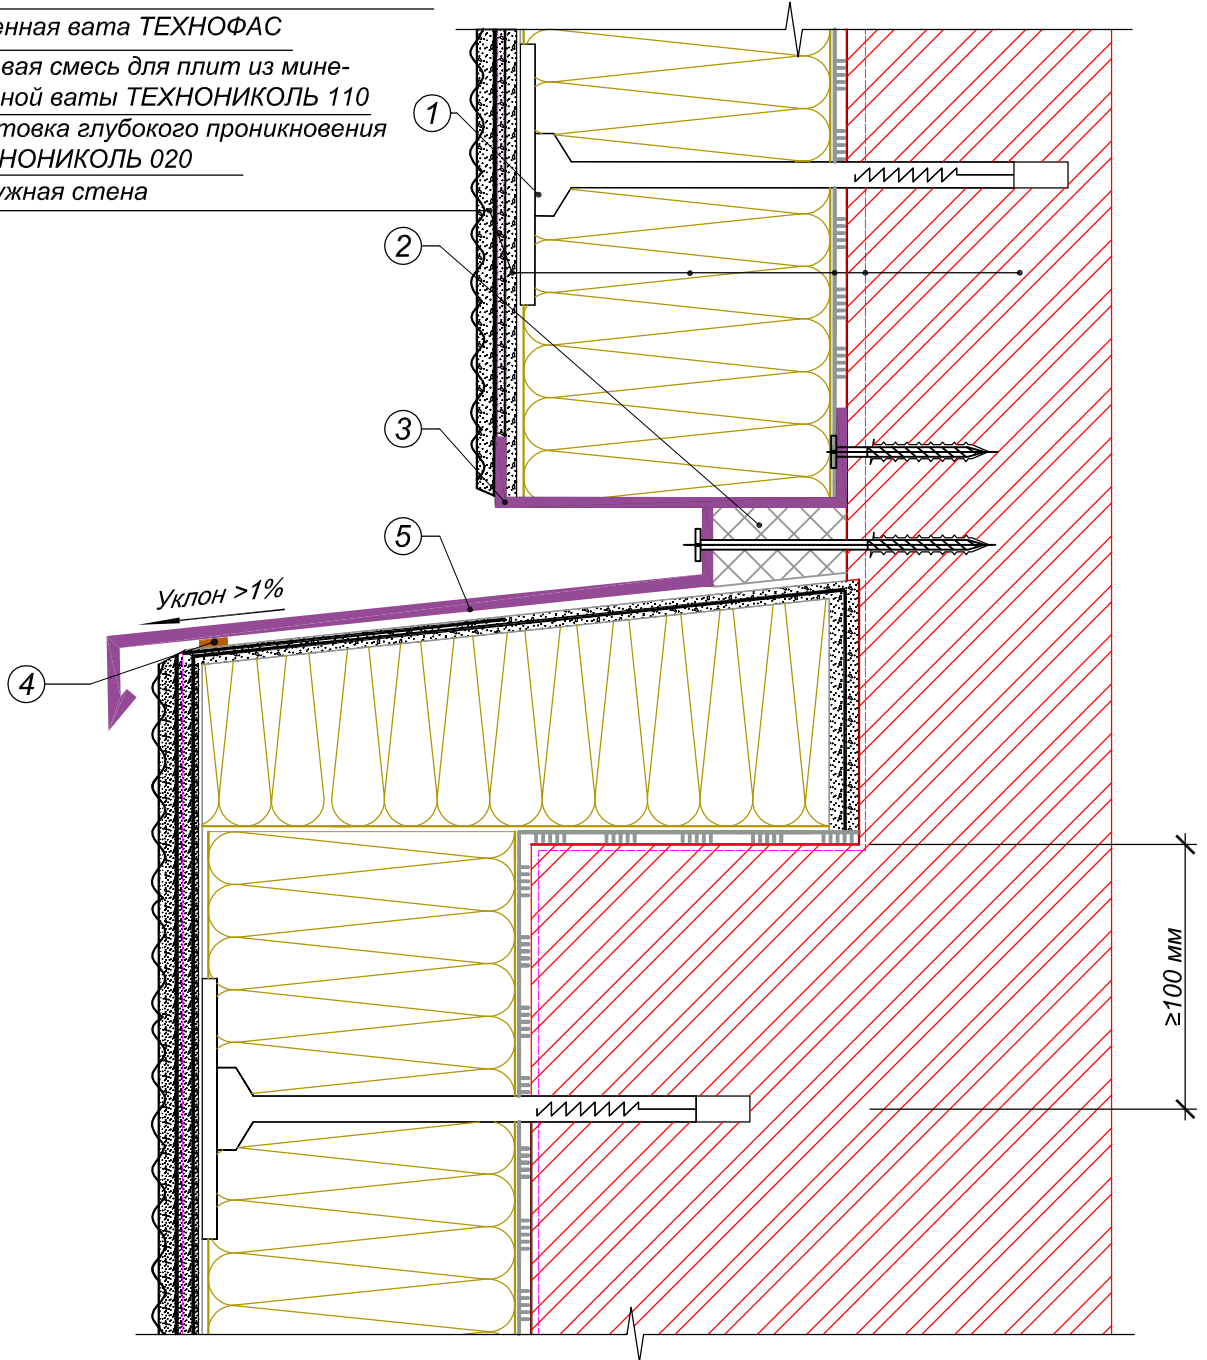 енная вата ТЕХНОФАС
вая смесь для плит из мине-
ной ваты ТЕХНОНИКОЛЬ 110
товка глубокого проникновения
НОНИКОЛЬ 020
ужная стена
1
2
3
5
Уклон >1%
4
≥100 мм